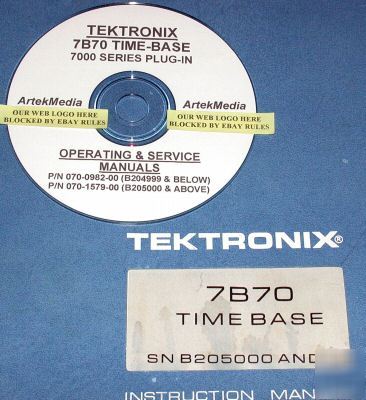 TEKTRONIX
7B70 TIME-BASE
7000 SERIES PLUG-IN
ArtekMedia
OUR WEB LOGO HERE
BLOCKED BY EBAY RULES
ArtekMedia
OUR WEB LOGO HERE
BLOCKED BY EBAY RULES
OPERATING & SERVICE
MANUALS
P/N 070-0982-00 (B204999 & BELOW)
P/N 070-1579-00 (B205000 & ABOVE)
TEKTRONIX®
7B70
TIME BASE
SN B205000 AND
INSTRUCTION MAN